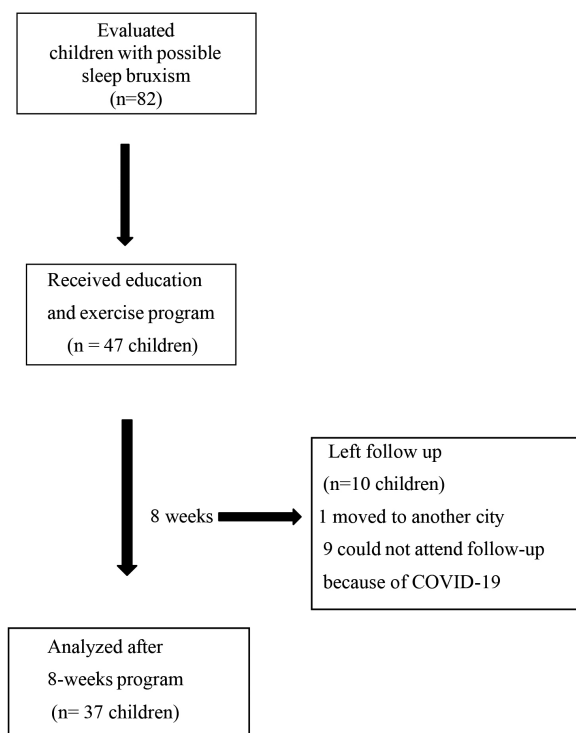 Evaluated
children with possible
sleep bruxism
(n=82)
Received education
and exercise program
(n = 47 children)
8 weeks
Left follow up
(n=10 children)
1 moved to another city
9 could not attend follow-up
because of COVID-19
Analyzed after
8-weeks program
(n= 37 children)